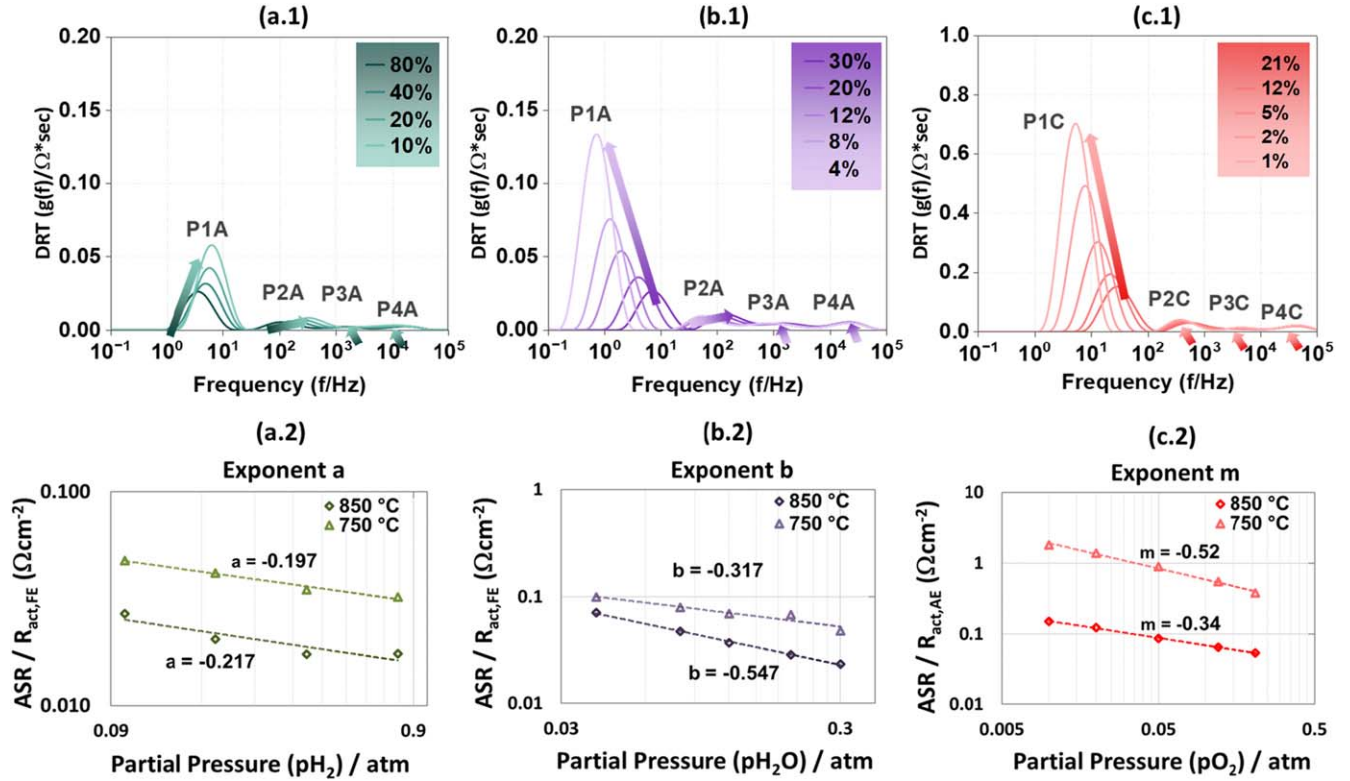 (a.1)
0.20
0.15
0.10
0.05
0.00
DRT (g(f)/Ω*sec)
80%
40%
20%
10%
P1A
P2A
P3A
P4A
10⁻¹ 10⁰ 10¹ 10² 10³ 10⁴ 10⁵
Frequency (f/Hz)
(b.1)
0.20
0.15
0.10
0.05
0.00
DRT (g(f)/Ω*sec)
30%
20%
12%
8%
4%
P1A
P2A
P3A
P4A
10⁻¹ 10⁰ 10¹ 10² 10³ 10⁴ 10⁵
Frequency (f/Hz)
(c.1)
1.0
0.8
0.6
0.4
0.2
0.0
DRT (g(f)/Ω*sec)
21%
12%
5%
2%
1%
P1C
P2C
P3C
P4C
10⁻¹ 10⁰ 10¹ 10² 10³ 10⁴ 10⁵
Frequency (f/Hz)
(a.2)
Exponent a
0.100
0.010
ASR / R_act,FE (Ωcm⁻²)
850 °C
750 °C
a = -0.197
a = -0.217
0.09 0.9
Partial Pressure (pH₂) / atm
(b.2)
Exponent b
1
0.1
0.01
ASR / R_act,FE (Ωcm⁻²)
850 °C
750 °C
b = -0.317
b = -0.547
0.03 0.3
Partial Pressure (pH₂O) / atm
(c.2)
Exponent m
10
1
0.1
0.01
ASR / R_act,AE (Ωcm⁻²)
850 °C
750 °C
m = -0.52
m = -0.34
0.005 0.05 0.5
Partial Pressure (pO₂) / atm